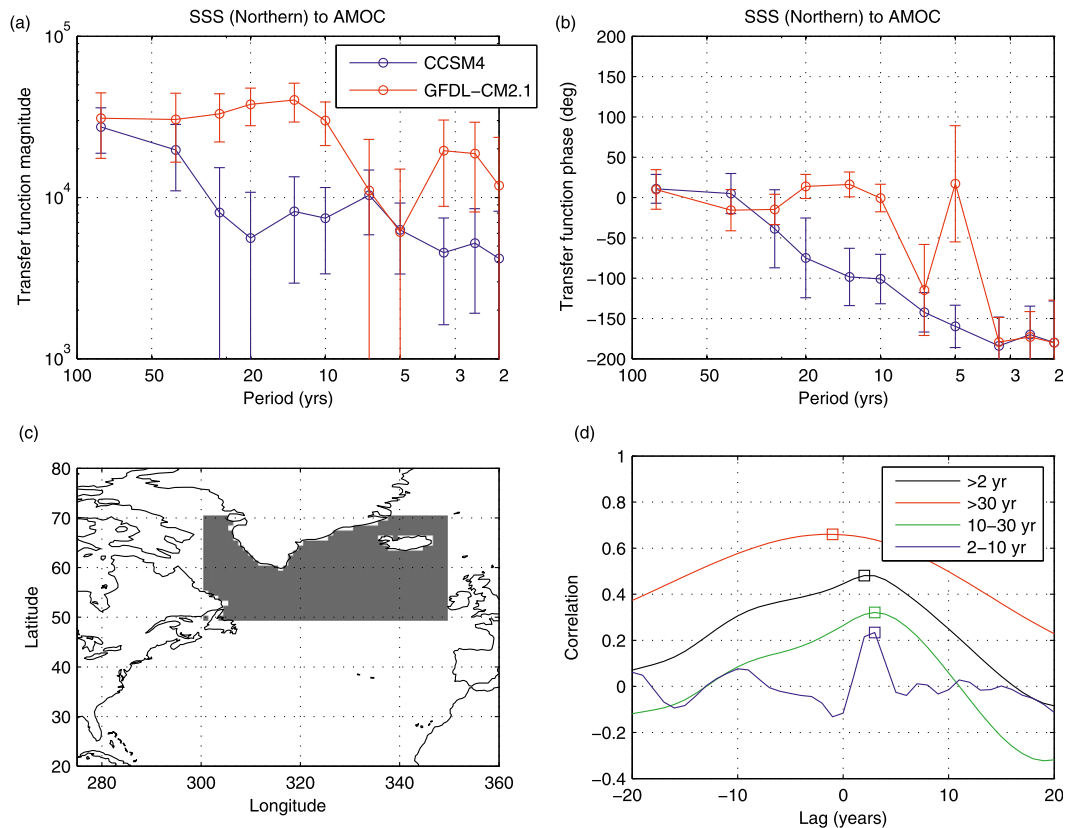 (a)
SSS (Northern) to AMOC
10^5
10^4
10^3
Transfer function magnitude
CCSM4
GFDL−CM2.1
100 50 20 10 5 3 2
Period (yrs)
(b)
SSS (Northern) to AMOC
200
150
100
50
0
−50
−100
−150
−200
Transfer function phase (deg)
100 50 20 10 5 3 2
Period (yrs)
(c)
80
70
60
50
40
30
20
Latitude
280 300 320 340 360
Longitude
(d)
1
0.8
0.6
0.4
0.2
0
−0.2
−0.4
Correlation
>2 yr
>30 yr
10−30 yr
2−10 yr
−20 −10 0 10 20
Lag (years)